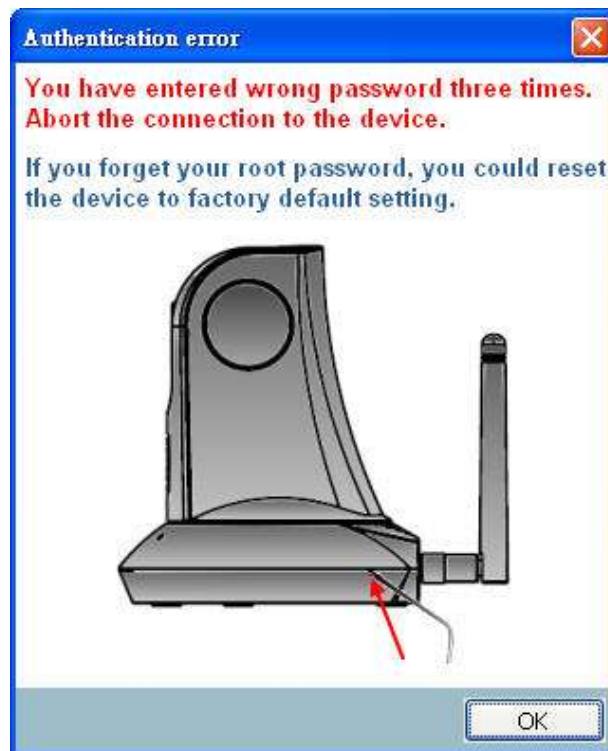 Authentication error
You have entered wrong password three times.
Abort the connection to the device.
If you forget your root password, you could reset
the device to factory default setting.
OK